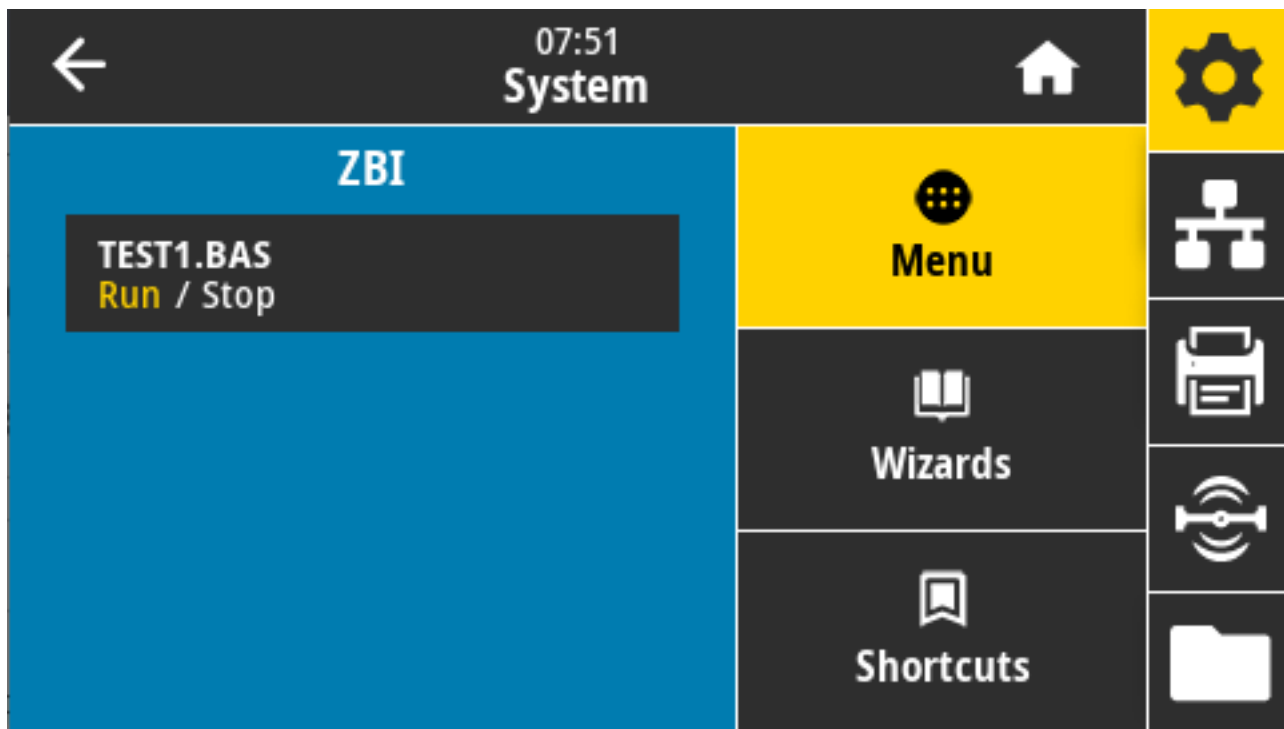 07:51
System
ZBI
TEST1.BAS
Run / Stop
Menu
Wizards
Shortcuts